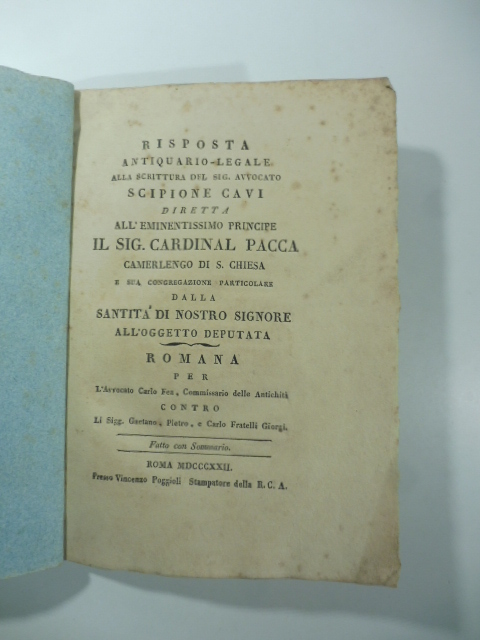 RISPOSTA
ANTIQUARIO-LEGALE
ALLA SCRITTURA DEL SIG. AVVOCATO
SCIPIONE CAVI
DIRETTA
ALL'EMINENTISSIMO PRINCIPE
IL SIG. CARDINAL PACCA
CAMERLENGO DI S. CHIESA
E SUA CONGREGAZIONE PARTICOLARE
DALLA
SANTITA' DI NOSTRO SIGNORE
ALL'OGGETTO DEPUTATA
ROMANA
PER
L'Avvocato Carlo Fea, Commissario delle Antichità
CONTRO
Li Sigg. Gaetano, Pietro, e Carlo Fratelli Giorgi.
Fatto con Sommario.
ROMA MDCCCXXII.
Presso Vincenzo Poggioli Stampatore della R. C. A.